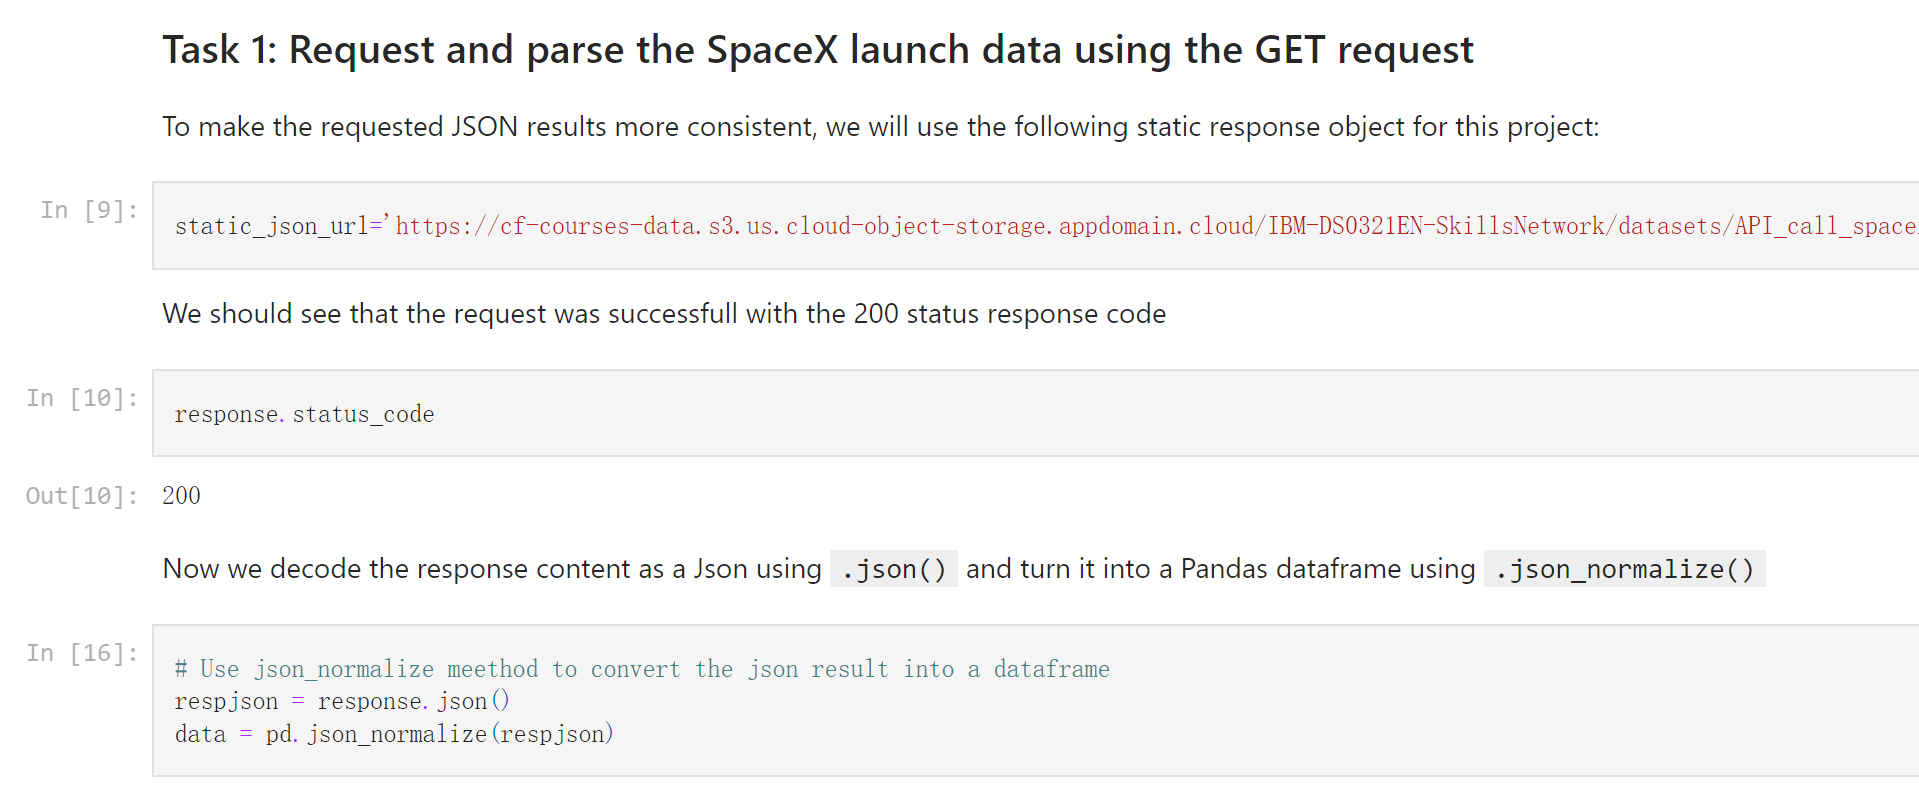 Task 1: Request and parse the SpaceX launch data using the GET request
To make the requested JSON results more consistent, we will use the following static response object for this project:
In [9]:
static_json_url='https://cf-courses-data.s3.us.cloud-object-storage.appdomain.cloud/IBM-DS0321EN-SkillsNetwork/datasets/API_call_space
We should see that the request was successfull with the 200 status response code
In [10]:
response.status_code
Out[10]: 200
Now we decode the response content as a Json using .json() and turn it into a Pandas dataframe using .json_normalize()
In [16]:
# Use json_normalize meethod to convert the json result into a dataframe
respjson = response.json()
data = pd.json_normalize(respjson)